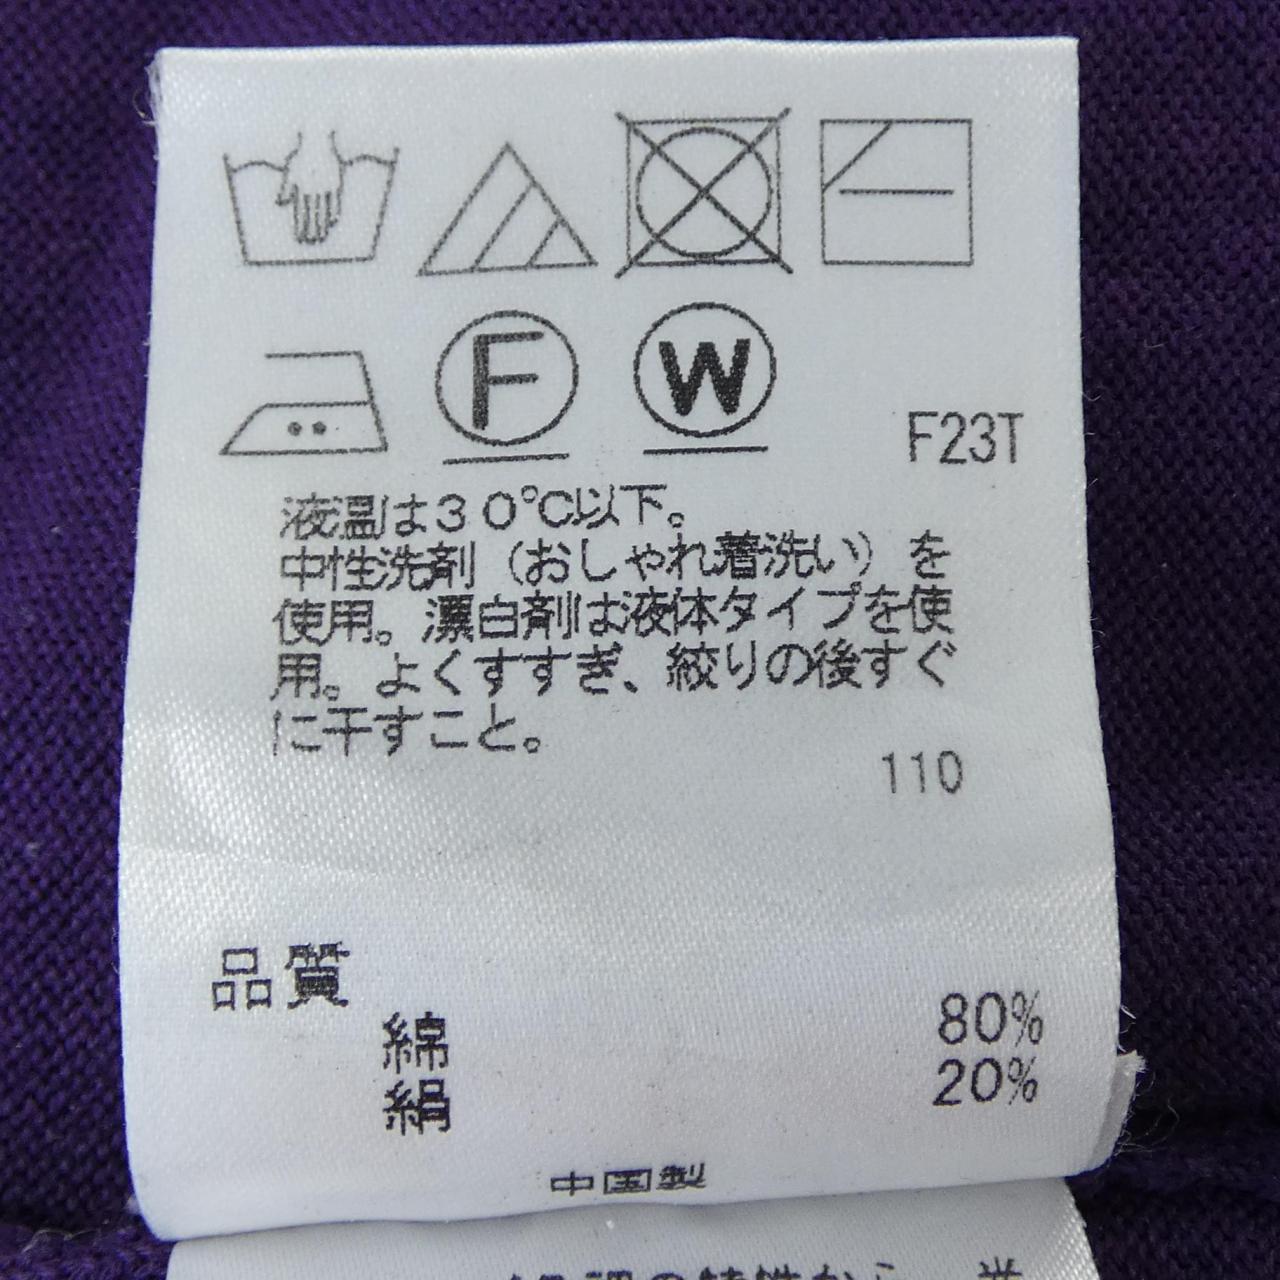 F W F23T
液温は30℃以下。
中性洗剤（おしゃれ着洗い）を
使用。漂白剤は液体タイプを使
用。よくすすぎ、絞りの後すぐ
に干すこと。
110
品質
綿 80%
絹 20%
中国製